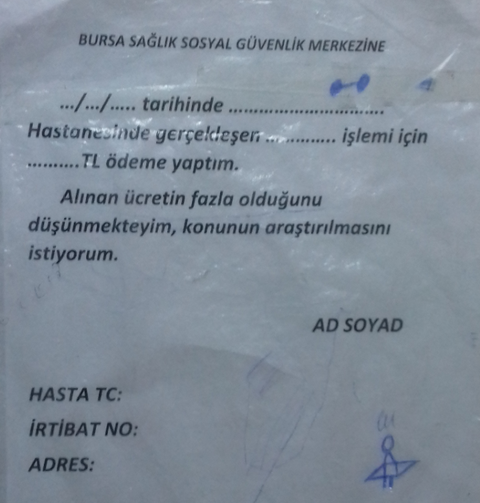 BURSA SAĞLIK SOSYAL GÜVENLİK MERKEZİNE
.../.../..... tarihinde ....................................
Hastanesinde gerçekleşen ................ işlemi için
..........TL ödeme yaptım.
Alınan ücretin fazla olduğunu
düşünmekteyim, konunun araştırılmasını
istiyorum.
AD SOYAD
HASTA TC:
İRTİBAT NO:
ADRES: